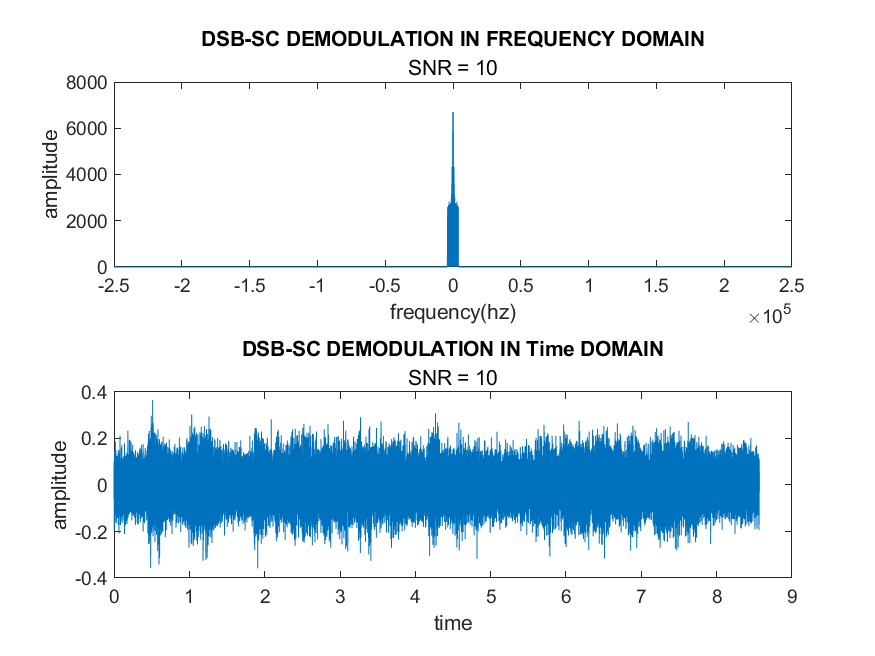 DSB-SC DEMODULATION IN FREQUENCY DOMAIN
SNR = 10
8000
6000
4000
2000
0
amplitude
-2.5 -2 -1.5 -1 -0.5 0 0.5 1 1.5 2 2.5
frequency(hz)
×10^5
DSB-SC DEMODULATION IN Time DOMAIN
SNR = 10
0.4
0.2
0
-0.2
-0.4
amplitude
0 1 2 3 4 5 6 7 8 9
time